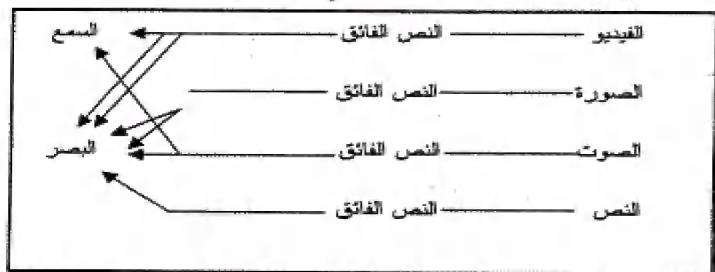 الفيديو النص الفائق السمع
الصورة النص الفائق
الصوت النص الفائق البصر
النص النص الفائق